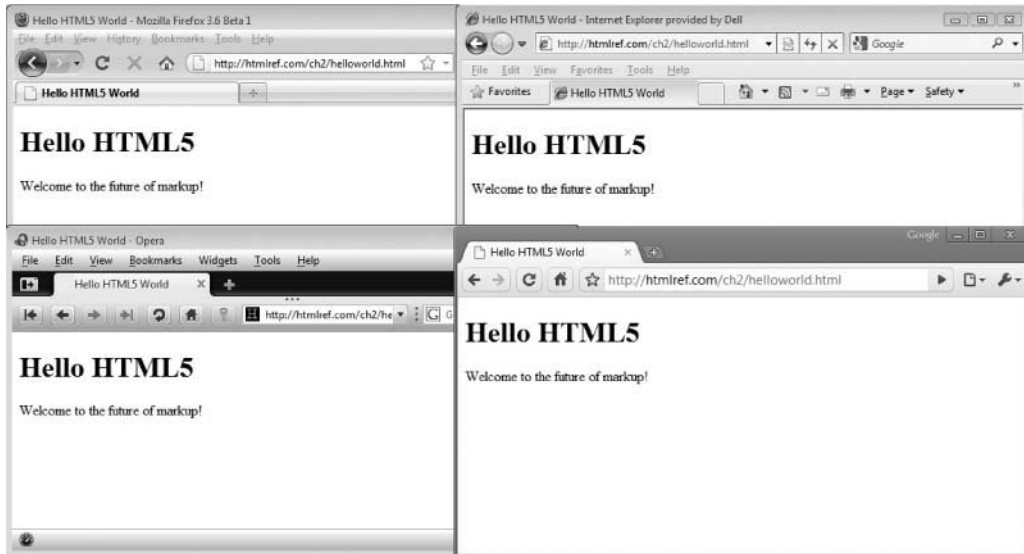 Hello HTML5 World - Mozilla Firefox 3.6 Beta 1
File Edit View History Bookmarks Tools Help
http://htmlref.com/ch2/helloworld.html
Hello HTML5 World
Hello HTML5
Welcome to the future of markup!
Hello HTML5 World - Internet Explorer provided by Dell
http://htmlref.com/ch2/helloworld.html
Google
File Edit View Favorites Tools Help
Favorites
Hello HTML5 World
Page
Safety
Hello HTML5
Welcome to the future of markup!
Hello HTML5 World - Opera
File Edit View Bookmarks Widgets Tools Help
Hello HTML5 World
http://htmlref.com/ch2/he
G
Hello HTML5
Welcome to the future of markup!
Google
Hello HTML5 World
http://htmlref.com/ch2/helloworld.html
Hello HTML5
Welcome to the future of markup!